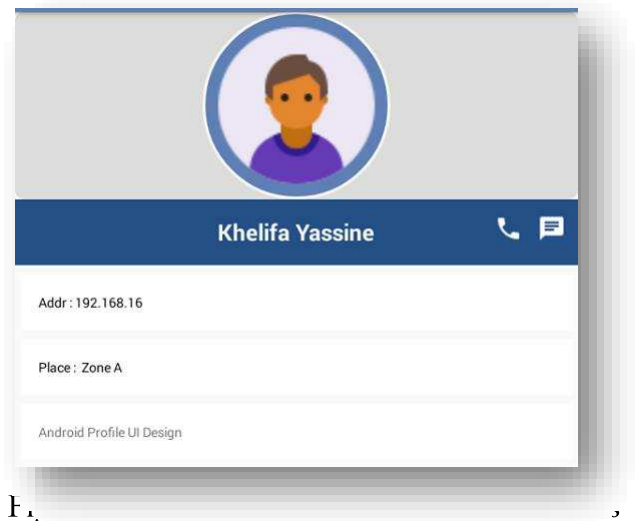 Khelifa Yassine
Addr : 192.168.16
Place : Zone A
Android Profile UI Design